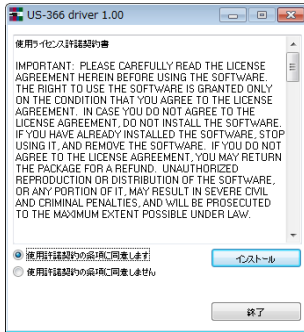 US-366 driver 1.00
使用ライセンス許諾契約書
IMPORTANT: PLEASE CAREFULLY READ THE LICENSE
AGREEMENT HEREIN BEFORE USING THE SOFTWARE.
THE RIGHT TO USE THE SOFTWARE IS GRANTED ONLY
ON THE CONDITION THAT YOU AGREE TO THE LICENSE
AGREEMENT. IN CASE YOU DO NOT AGREE TO THE
LICENSE AGREEMENT, DO NOT INSTALL THE SOFTWARE.
IF YOU HAVE ALREADY INSTALLED THE SOFTWARE, STOP
USING IT, AND REMOVE THE SOFTWARE. IF YOU DO NOT
AGREE TO THE LICENSE AGREEMENT, YOU MAY RETURN
THE PACKAGE FOR A REFUND. UNAUTHORIZED
REPRODUCTION OR DISTRIBUTION OF THE SOFTWARE,
OR ANY PORTION OF IT, MAY RESULT IN SEVERE CIVIL
AND CRIMINAL PENALTIES, AND WILL BE PROSECUTED
TO THE MAXIMUM EXTENT POSSIBLE UNDER LAW.
使用許諾契約の条項に同意します
インストール
使用許諾契約の条項に同意しません
終了